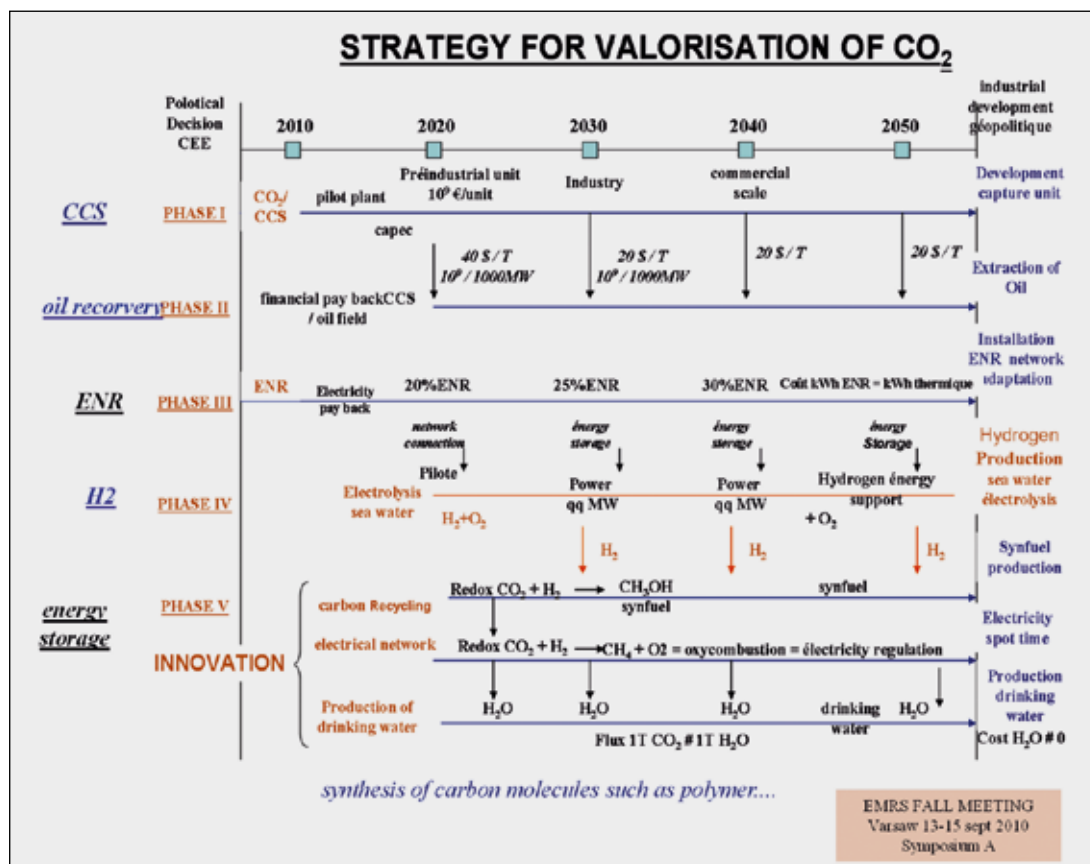 STRATEGY FOR VALORISATION OF CO2
Polotical
Decision
CEE
2010
2020
2030
2040
2050
industrial
development
géopolitique
CCS
PHASE I
CO2/
CCS
pilot plant
Préindustrial unit
10⁹ €/unit
Industry
commercial
scale
Development
capture unit
capec
40 $ / T
10⁹ / 1000MW
20 $ / T
10⁹ / 1000MW
20 $ / T
20 $ / T
Extraction of
Oil
oil recorvery
PHASE II
financial pay backCCS
/ oil field
Installation
ENR network
adaptation
ENR
PHASE III
ENR
Electricity
pay back
20%ENR
25%ENR
30%ENR
Coût kWh ENR = kWh thermique
network
connection
énergy
storage
énergy
storage
énergy
Storage
Hydrogen
Production
sea water
électrolysis
H2
PHASE IV
Electrolysis
sea water
Pilote
H2+O2
Power
qq MW
Power
qq MW
Hydrogen énergy
support
+ O2
H2
H2
H2
Synfuel
production
energy
storage
PHASE V
INNOVATION
carbon Recycling
Redox CO2 + H2
CH3OH
synfuel
synfuel
Electricity
spot time
electrical network
Redox CO2 + H2
CH4 + O2 = oxycombustion = électricity regulation
Production of
drinking water
H2O
H2O
H2O
drinking
water
H2O
Production
drinking
water
Cost H2O # 0
Flux 1T CO2 # 1T H2O
synthesis of carbon molecules such as polymer....
EMRS FALL MEETING
Varsaw 13-15 sept 2010
Symposium A